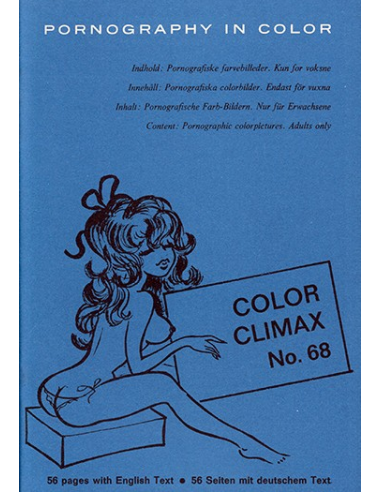 PORNOGRAPHY IN COLOR
Indhold: Pornografiske farvebilleder. Kun for voksne
Innehåll: Pornografiska colorbilder. Endast för vuxna
Inhalt: Pornografische Farb-Bildern. Nur für Erwachsene
Content: Pornographic colorpictures. Adults only
COLOR
CLIMAX
No. 68
56 pages with English Text ● 56 Seiten mit deutschem Text